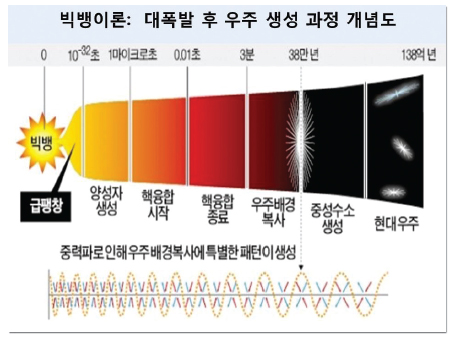 빅뱅이론: 대폭발 후 우주 생성 과정 개념도
0 10⁻³²초 1마이크로초 0.01초 3분 38만 년 138억 년
빅뱅
급팽창
양성자 생성
핵융합 시작
핵융합 종료
우주배경 복사
중성수소 생성
현대우주
중력파로 인해 우주 배경복사에 특별한 패턴이 생성